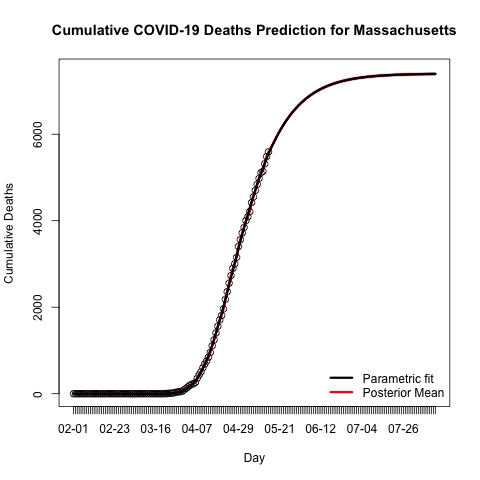 Cumulative COVID-19 Deaths Prediction for Massachusetts
Cumulative Deaths
6000
4000
2000
0
Parametric fit
Posterior Mean
02-01 02-23 03-16 04-07 04-29 05-21 06-12 07-04 07-26
Day